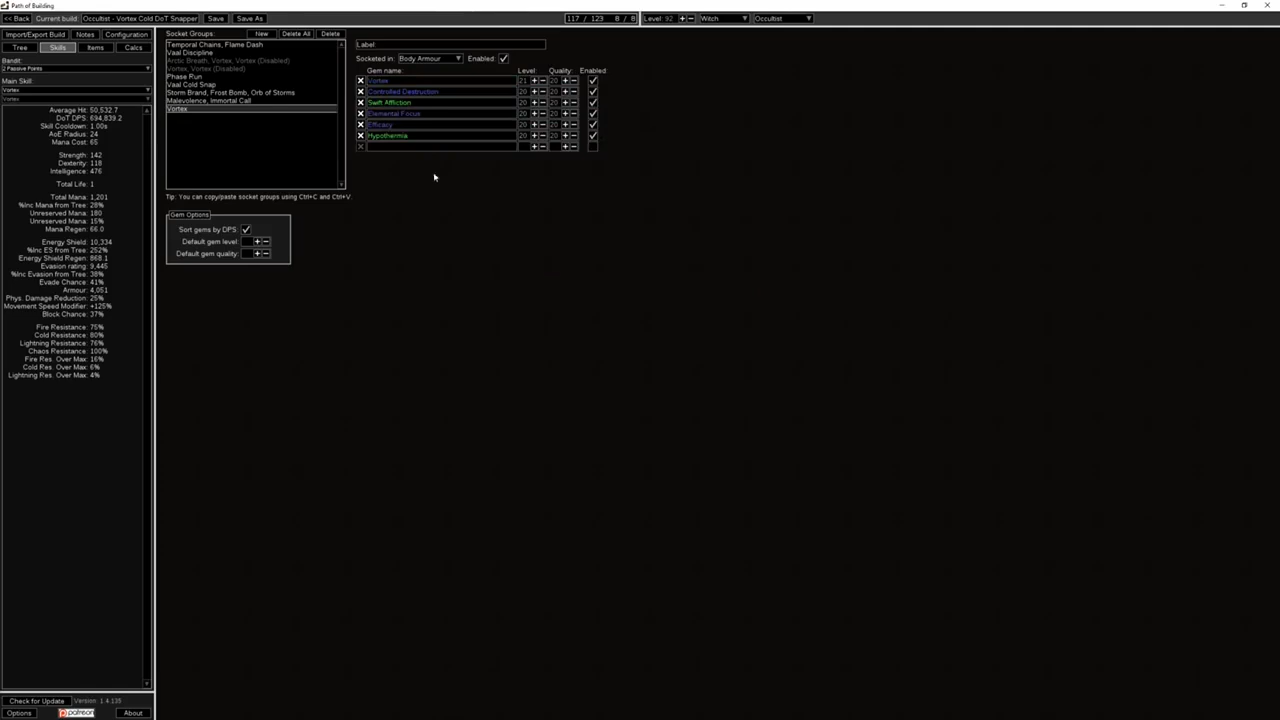 Path of Building
<< Back Current build: Occultist - Vortex Cold DoT Snapper Save Save As 117 / 123 8 / 8 Level: 92 Witch Occultist
Import/Export Build Notes Configuration
Tree Skills Items Calcs
Bandit:
2 Passive Points
Main Skill:
Vortex
Vortex
Average Hit: 50,532.7
DoT DPS: 694,839.2
Skill Cooldown: 1.00s
AoE Radius: 24
Mana Cost: 65
Strength: 142
Dexterity: 118
Intelligence: 476
Total Life: 1
Total Mana: 1,201
%Inc Mana from Tree: 28%
Unreserved Mana: 180
Unreserved Mana: 15%
Mana Regen: 66.0
Energy Shield: 10,334
%Inc ES from Tree: 252%
Energy Shield Regen: 868.1
Evasion rating: 9,445
%Inc Evasion from Tree: 38%
Evade Chance: 41%
Armour: 4,051
Phys. Damage Reduction: 25%
Movement Speed Modifier: +125%
Block Chance: 37%
Fire Resistance: 75%
Cold Resistance: 80%
Lightning Resistance: 76%
Chaos Resistance: 100%
Fire Res. Over Max: 16%
Cold Res. Over Max: 6%
Lightning Res. Over Max: 4%
Check for Update Version: 1.4.135
Options patreon About
Socket Groups: New Delete All Delete
Temporal Chains, Flame Dash
Vaal Discipline
Arctic Breath, Vortex, Vortex (Disabled)
Vortex, Vortex (Disabled)
Phase Run
Vaal Cold Snap
Storm Brand, Frost Bomb, Orb of Storms
Malevolence, Immortal Call
Vortex
Tip: You can copy/paste socket groups using Ctrl+C and Ctrl+V.
Gem Options
Sort gems by DPS:
Default gem level:
Default gem quality:
Label:
Socketed in: Body Armour Enabled:
Gem name: Level: Quality: Enabled:
Vortex 21 20
Controlled Destruction 20 20
Swift Affliction 20 20
Elemental Focus 20 20
Efficacy 20 20
Hypothermia 20 20